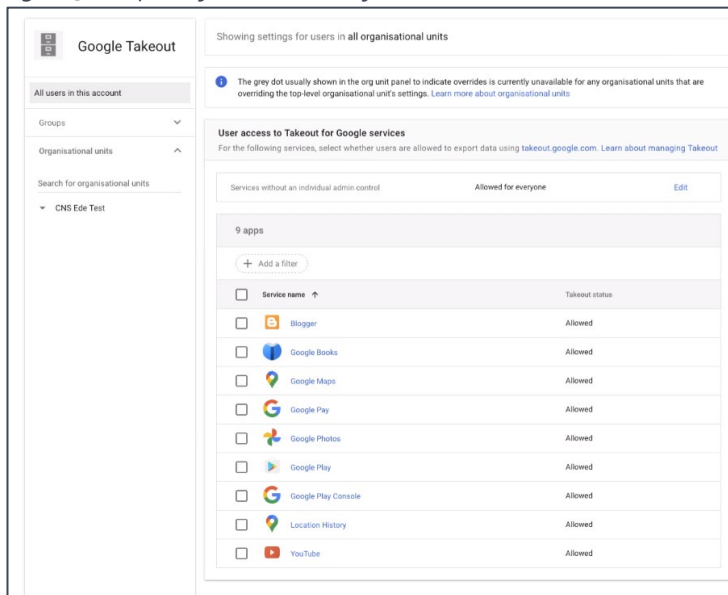 Google Takeout
All users in this account
Groups
Organisational units
Search for organisational units
CNS Ede Test
Showing settings for users in all organisational units
The grey dot usually shown in the org unit panel to indicate overrides is currently unavailable for any organisational units that are
overriding the top-level organisational unit's settings. Learn more about organisational units
User access to Takeout for Google services
For the following services, select whether users are allowed to export data using takeout.google.com. Learn about managing Takeout
Services without an individual admin control Allowed for everyone Edit
9 apps
+ Add a filter
Service name ↑ Takeout status
Blogger Allowed
Google Books Allowed
Google Maps Allowed
Google Pay Allowed
Google Photos Allowed
Google Play Allowed
Google Play Console Allowed
Location History Allowed
YouTube Allowed